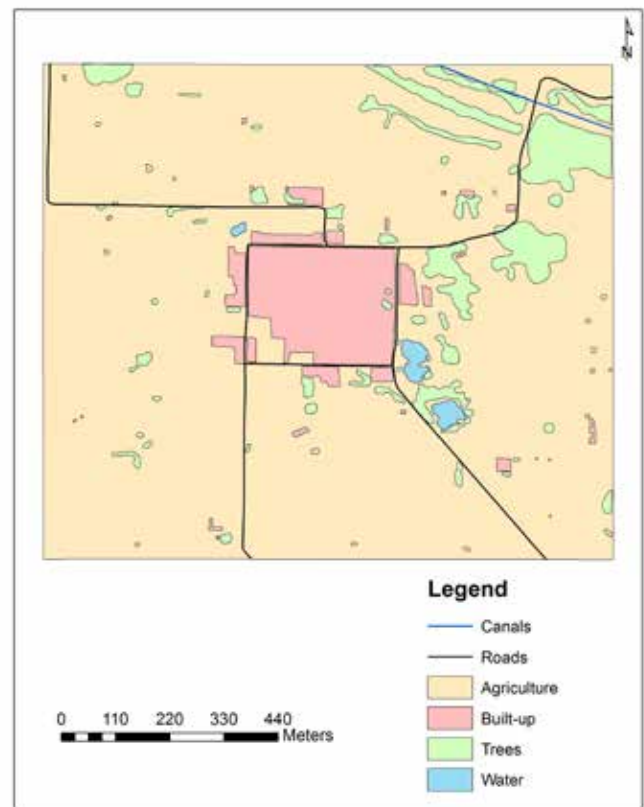 Legend
Canals
Roads
Agriculture
Built-up
Trees
Water
0 110 220 330 440
Meters